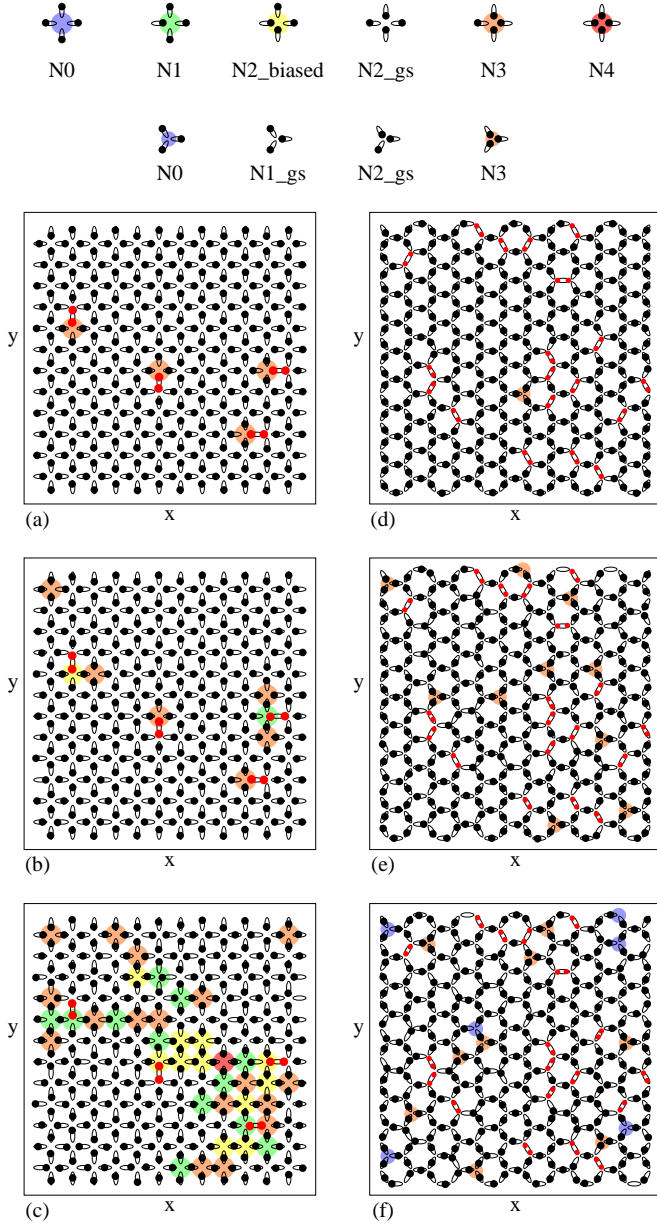 N0 N1 N2_biased N2_gs N3 N4
N0 N1_gs N2_gs N3
y y
(a) x (d) x
y y
(b) x (e) x
y y
(c) x (f) x